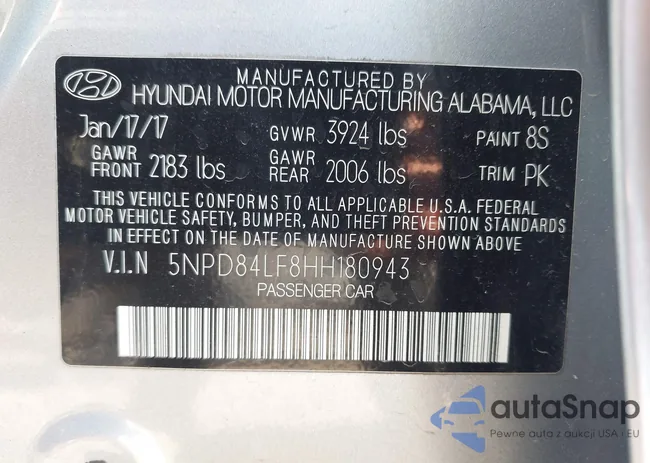 MANUFACTURED BY
HYUNDAI MOTOR MANUFACTURING ALABAMA, LLC
Jan/17/17 GVWR 3924 lbs PAINT 8S
GAWR FRONT 2183 lbs GAWR REAR 2006 lbs TRIM PK
THIS VEHICLE CONFORMS TO ALL APPLICABLE U.S.A. FEDERAL
MOTOR VEHICLE SAFETY, BUMPER, AND THEFT PREVENTION STANDARDS
IN EFFECT ON THE DATE OF MANUFACTURE SHOWN ABOVE.
V.I.N 5NPD84LF8HH180943
PASSENGER CAR
autaSnap
Pewne auta z aukcji USA i EU